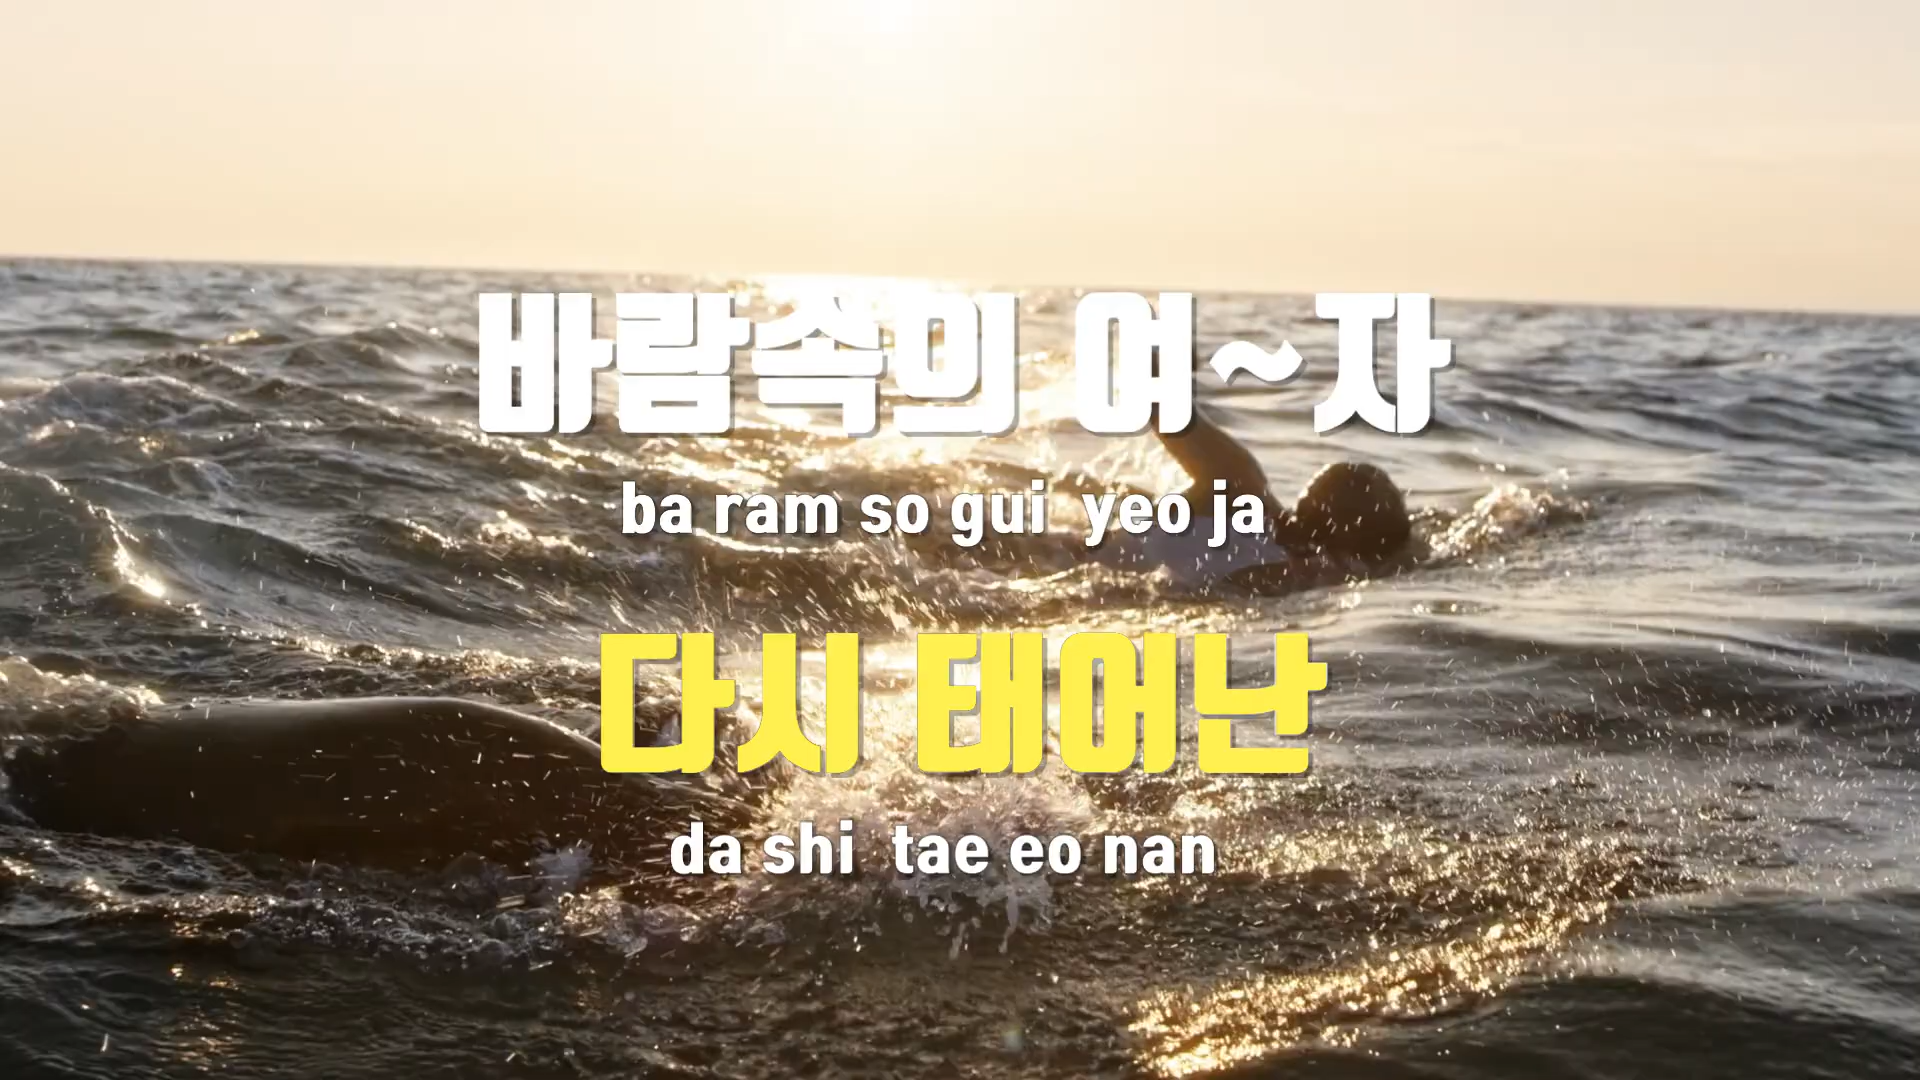 바람속의 여~자
ba ram so gui yeo ja
다시 태어난
da shi tae eo nan